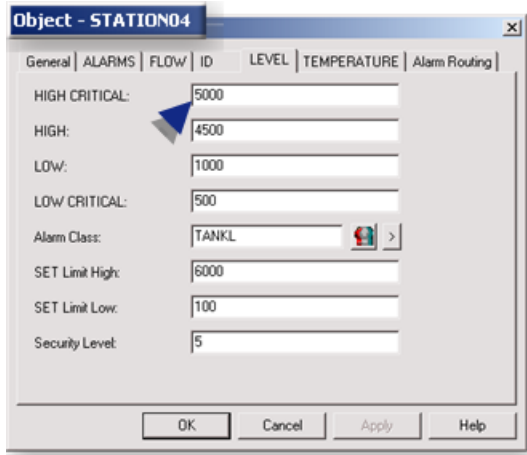 Object - STATION04
General ALARMS FLOW ID LEVEL TEMPERATURE Alarm Routing
HIGH CRITICAL: 5000
HIGH: 4500
LOW: 1000
LOW CRITICAL: 500
Alarm Class: TANKL >
SET Limit High: 6000
SET Limit Low: 100
Security Level: 5
OK Cancel Apply Help